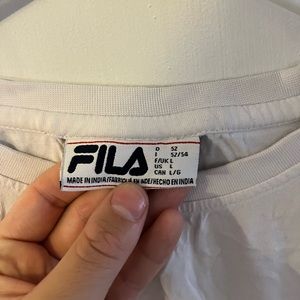 FILA
D 52
I 52/54
F/UK L
US L
CAN L/G
MADE IN INDIA/FABRIQUÉ EN INDE/HECHO EN INDIA